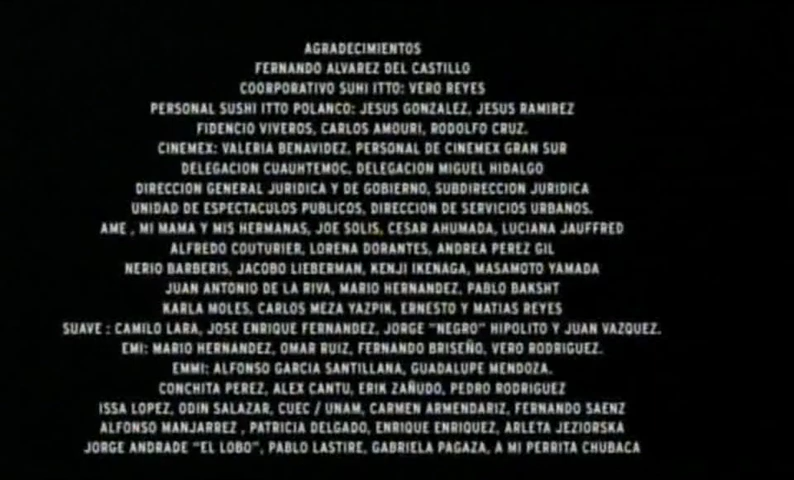 AGRADECIMIENTOS
FERNANDO ALVAREZ DEL CASTILLO
COORPORATIVO SUHI ITTO: VERO REYES
PERSONAL SUSHI ITTO POLANCO: JESUS GONZALEZ, JESUS RAMIREZ
FIDENCIO VIVEROS, CARLOS AMOURI, RODOLFO CRUZ.
CINEMEX: VALERIA BENAVIDEZ, PERSONAL DE CINEMEX GRAN SUR
DELEGACION CUAUHTEMOC, DELEGACION MIGUEL HIDALGO
DIRECCION GENERAL JURIDICA Y DE GOBIERNO, SUBDIRECCION JURIDICA
UNIDAD DE ESPECTACULOS PUBLICOS, DIRECCION DE SERVICIOS URBANOS.
AME , MI MAMA Y MIS HERMANAS, JOE SOLIS, CESAR AHUMADA, LUCIANA JAUFFRED
ALFREDO COUTURIER, LORENA DORANTES, ANDREA PEREZ GIL
NERIO BARBERIS, JACOBO LIEBERMAN, KENJI IKENAGA, MASAMOTO YAMADA
JUAN ANTONIO DE LA RIVA, MARIO HERNANDEZ, PABLO BAKSHT
KARLA MOLES, CARLOS MEZA YAZPIK, ERNESTO Y MATIAS REYES
SUAVE : CAMILO LARA, JOSE ENRIQUE FERNANDEZ, JORGE "NEGRO" HIPOLITO Y JUAN VAZQUEZ.
EMI: MARIO HERNANDEZ, OMAR RUIZ, FERNANDO BRISEÑO, VERO RODRIGUEZ.
EMMI: ALFONSO GARCIA SANTILLANA, GUADALUPE MENDOZA.
CONCHITA PEREZ, ALEX CANTU, ERIK ZAÑUDO, PEDRO RODRIGUEZ
ISSA LOPEZ, ODIN SALAZAR, CUEC / UNAM, CARMEN ARMENDARIZ, FERNANDO SAENZ
ALFONSO MANJARREZ , PATRICIA DELGADO, ENRIQUE ENRIQUEZ, ARLETA JEZIORSKA
JORGE ANDRADE "EL LOBO", PABLO LASTIRE, GABRIELA PAGAZA, A MI PERRITA CHUBACA